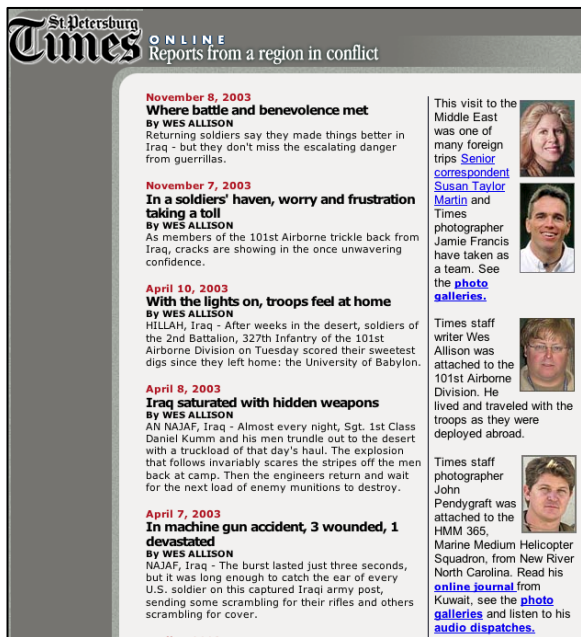 St. Petersburg
Times
ONLINE
Reports from a region in conflict
November 8, 2003
Where battle and benevolence met
By WES ALLISON
Returning soldiers say they made things better in
Iraq - but they don't miss the escalating danger
from guerrillas.
November 7, 2003
In a soldiers' haven, worry and frustration
taking a toll
By WES ALLISON
As members of the 101st Airborne trickle back from
Iraq, cracks are showing in the once unwavering
confidence.
April 10, 2003
With the lights on, troops feel at home
By WES ALLISON
HILLAH, Iraq - After weeks in the desert, soldiers of
the 2nd Battalion, 327th Infantry of the 101st
Airborne Division on Tuesday scored their sweetest
digs since they left home: the University of Babylon.
April 8, 2003
Iraq saturated with hidden weapons
By WES ALLISON
AN NAJAF, Iraq - Almost every night, Sgt. 1st Class
Daniel Kumm and his men trundle out to the desert
with a truckload of that day's haul. The explosion
that follows invariably scares the stripes off the men
back at camp. Then the engineers return and wait
for the next load of enemy munitions to destroy.
April 7, 2003
In machine gun accident, 3 wounded, 1
devastated
By WES ALLISON
NAJAF, Iraq - The burst lasted just three seconds,
but it was long enough to catch the ear of every
U.S. soldier on this captured Iraqi army post,
sending some scrambling for their rifles and others
scrambling for cover.
This visit to the
Middle East
was one of
many foreign
trips Senior
correspondent
Susan Taylor
Martin and
Times
photographer
Jamie Francis
have taken as
a team. See
the photo
galleries.
Times staff
writer Wes
Allison was
attached to the
101st Airborne
Division. He
lived and traveled with the
troops as they were
deployed abroad.
Times staff
photographer
John
Pendygraft was
attached to the
HMM 365,
Marine Medium Helicopter
Squadron, from New River
North Carolina. Read his
online journal from
Kuwait, see the photo
galleries and listen to his
audio dispatches.